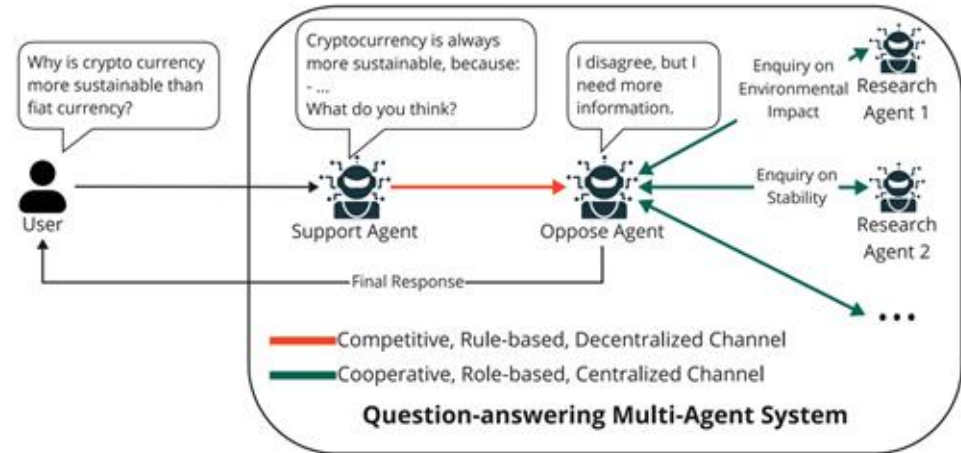 Why is crypto currency
more sustainable than
fiat currency?
Cryptocurrency is always
more sustainable, because:
- ...
What do you think?
I disagree, but I
need more
information.
Enquiry on
Environmental
Impact
Research
Agent 1
User
Support Agent
Oppose Agent
Enquiry on
Stability
Research
Agent 2
Final Response
...
Competitive, Rule-based, Decentralized Channel
Cooperative, Role-based, Centralized Channel
Question-answering Multi-Agent System